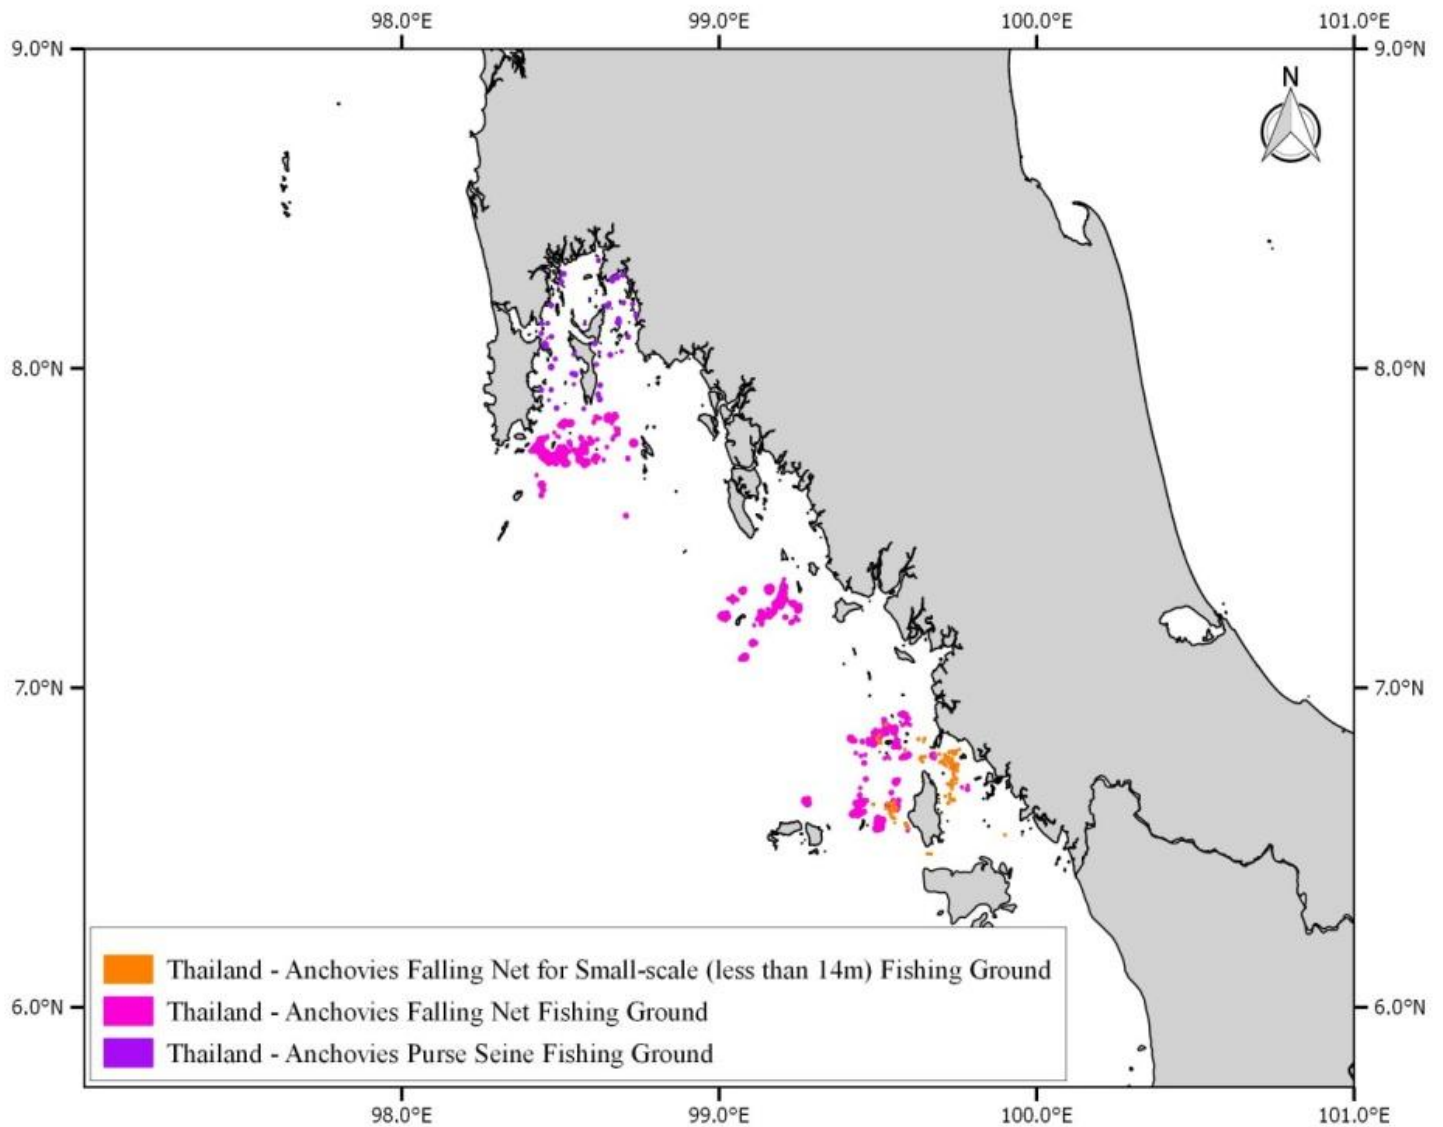 98.0°E 99.0°E 100.0°E 101.0°E
9.0°N 9.0°N
N
8.0°N 8.0°N
7.0°N 7.0°N
Thailand - Anchovies Falling Net for Small-scale (less than 14m) Fishing Ground
6.0°N 6.0°N
Thailand - Anchovies Falling Net Fishing Ground
Thailand - Anchovies Purse Seine Fishing Ground
98.0°E 99.0°E 100.0°E 101.0°E